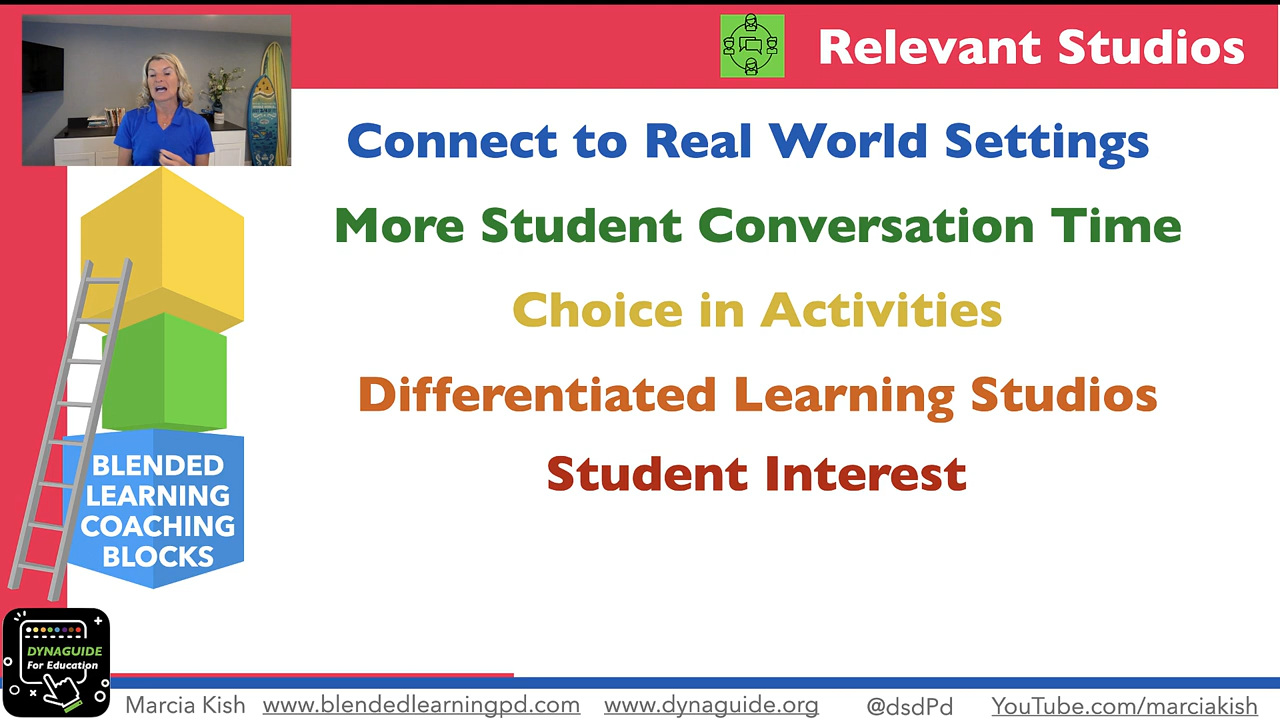 Relevant Studios
Connect to Real World Settings
More Student Conversation Time
Choice in Activities
Differentiated Learning Studios
Student Interest
BLENDED
LEARNING
COACHING
BLOCKS
DYNAGUIDE
For Education
Marcia Kish www.blendedlearningpd.com www.dynaguide.org @dsdPd YouTube.com/marciakish